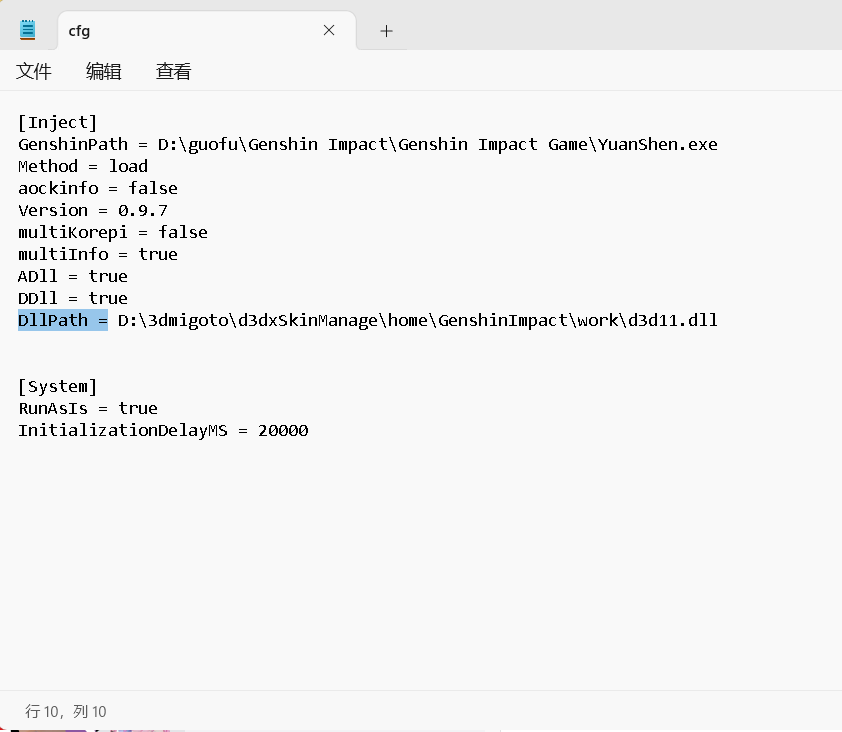 cfg
文件 编辑 查看
[Inject]
GenshinPath = D:\guofu\Genshin Impact\Genshin Impact Game\YuanShen.exe
Method = load
aockinfo = false
Version = 0.9.7
multiKorepi = false
multiInfo = true
ADll = true
DDll = true
DllPath = D:\3dmigoto\d3dxSkinManage\home\GenshinImpact\work\d3d11.dll
[System]
RunAsIs = true
InitializationDelayMS = 20000
行 10，列 10